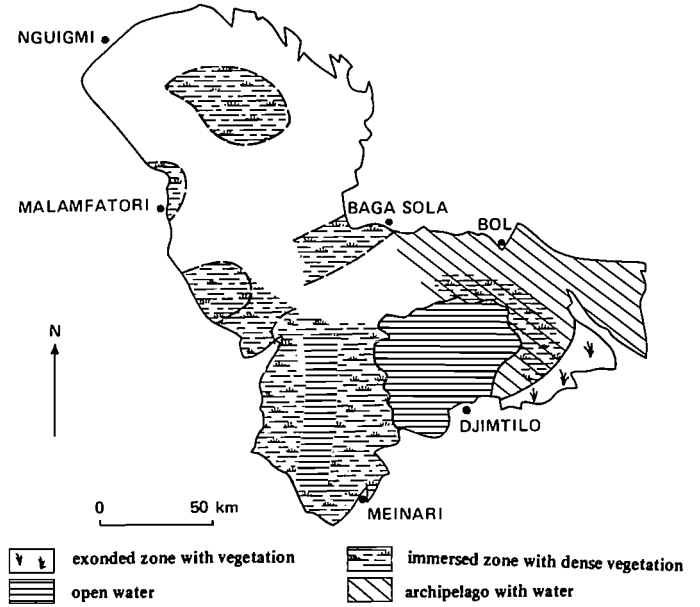 NGUIGMI
MALAMFATORI
BAGA SOLA
BOL
N
DJIMTILO
0 50 km
MEINARI
exonded zone with vegetation
immersed zone with dense vegetation
open water
archipelago with water